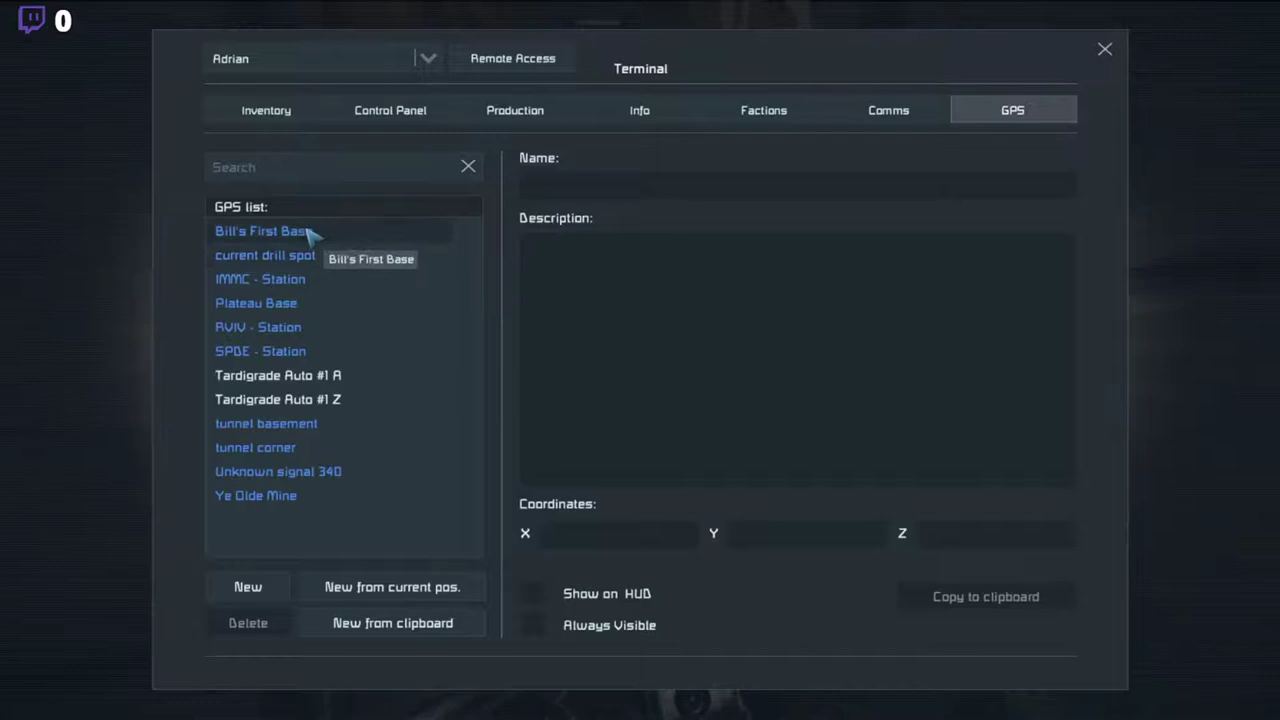 0
Adrian
Remote Access
Terminal
Inventory
Control Panel
Production
Info
Factions
Comms
GPS
Search
GPS list:
Bill's First Base
Bill's First Base
current drill spot
IMMC - Station
Plateau Base
RVIV - Station
SPDE - Station
Tardigrade Auto #1 A
Tardigrade Auto #1 Z
tunnel basement
tunnel corner
Unknown signal 340
Ye Olde Mine
New
New from current pos.
Delete
New from clipboard
Name:
Description:
Coordinates:
X
Y
Z
Show on HUD
Always Visible
Copy to clipboard